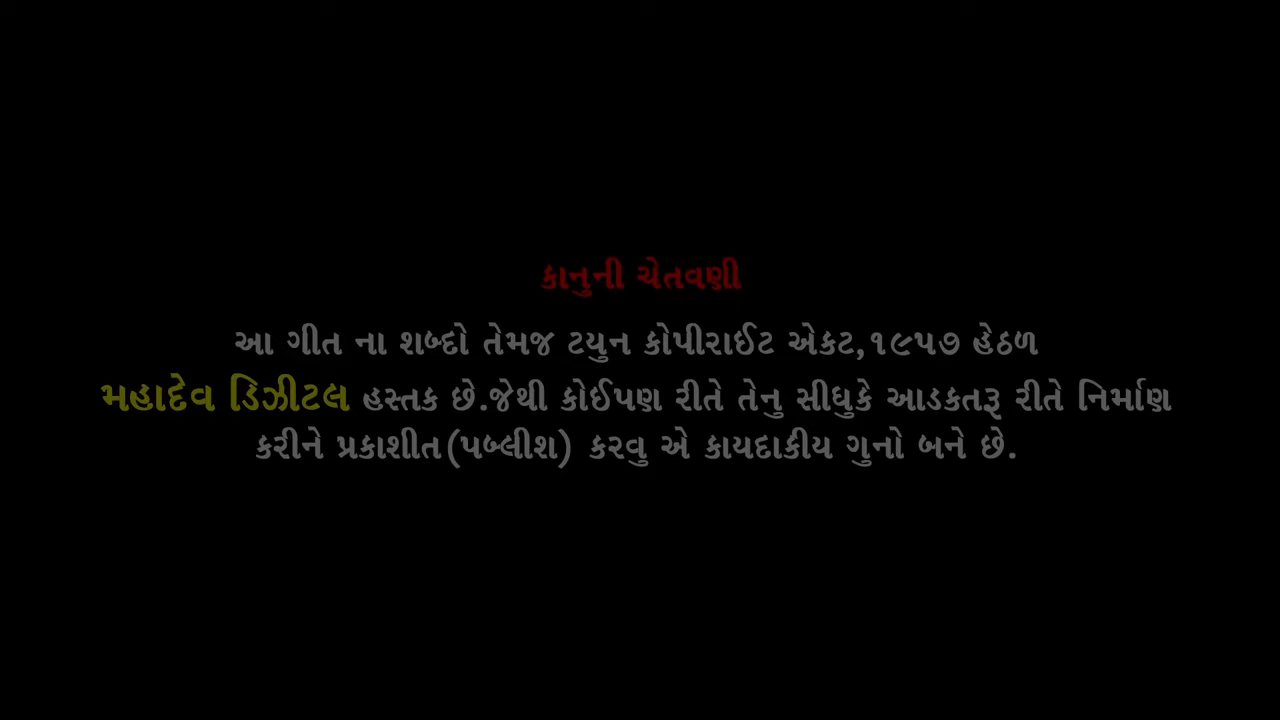 કાનુની ચેતવણી
આ ગીત ના શબ્દો તેમજ ટયુન કોપીરાઈટ એકટ,૧૯૫૭ હેઠળ
મહાદેવ ડિઝીટલ હસ્તક છે.જેથી કોઈપણ રીતે તેનુ સીધુકે આડકતરૂ રીતે નિર્માણ
કરીને પ્રકાશીત(પબ્લીશ) કરવુ એ કાયદાકીય ગુનો બને છે.